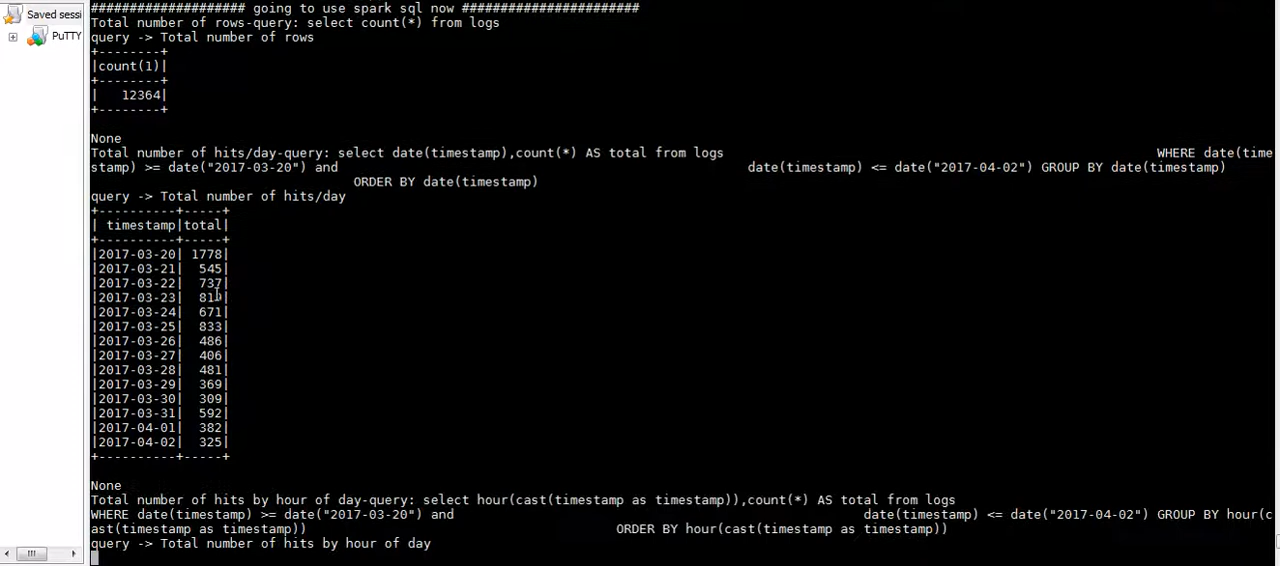 Saved sessi
PuTTY
#################### going to use spark sql now #######################
Total number of rows-query: select count(*) from logs
query -> Total number of rows
+--------+
|count(1)|
+--------+
|   12364|
+--------+
None
Total number of hits/day-query: select date(timestamp),count(*) AS total from logs WHERE date(time
stamp) >= date("2017-03-20") and date(timestamp) <= date("2017-04-02") GROUP BY date(timestamp)
ORDER BY date(timestamp)
query -> Total number of hits/day
+----------+-----+
| timestamp|total|
+----------+-----+
|2017-03-20| 1778|
|2017-03-21|  545|
|2017-03-22|  737|
|2017-03-23|
|2017-03-24|  671|
|2017-03-25|  833|
|2017-03-26|  486|
|2017-03-27|  406|
|2017-03-28|  481|
|2017-03-29|  369|
|2017-03-30|  309|
|2017-03-31|  592|
|2017-04-01|  382|
|2017-04-02|  325|
+----------+-----+
None
Total number of hits by hour of day-query: select hour(cast(timestamp as timestamp)),count(*) AS total from logs
WHERE date(timestamp) >= date("2017-03-20") and date(timestamp) <= date("2017-04-02") GROUP BY hour(c
ast(timestamp as timestamp)) ORDER BY hour(cast(timestamp as timestamp))
query -> Total number of hits by hour of day